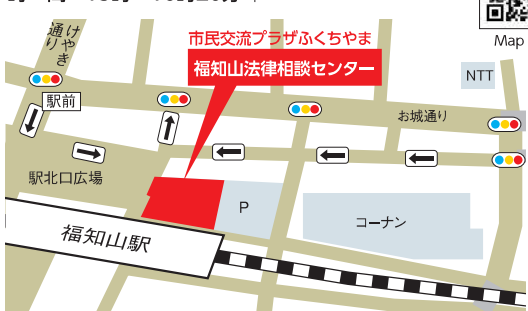 けやき
通り
市民交流プラザふくちやま
福知山法律相談センター
Map
NTT
駅前
お城通り
駅北口広場
P
コーナン
福知山駅